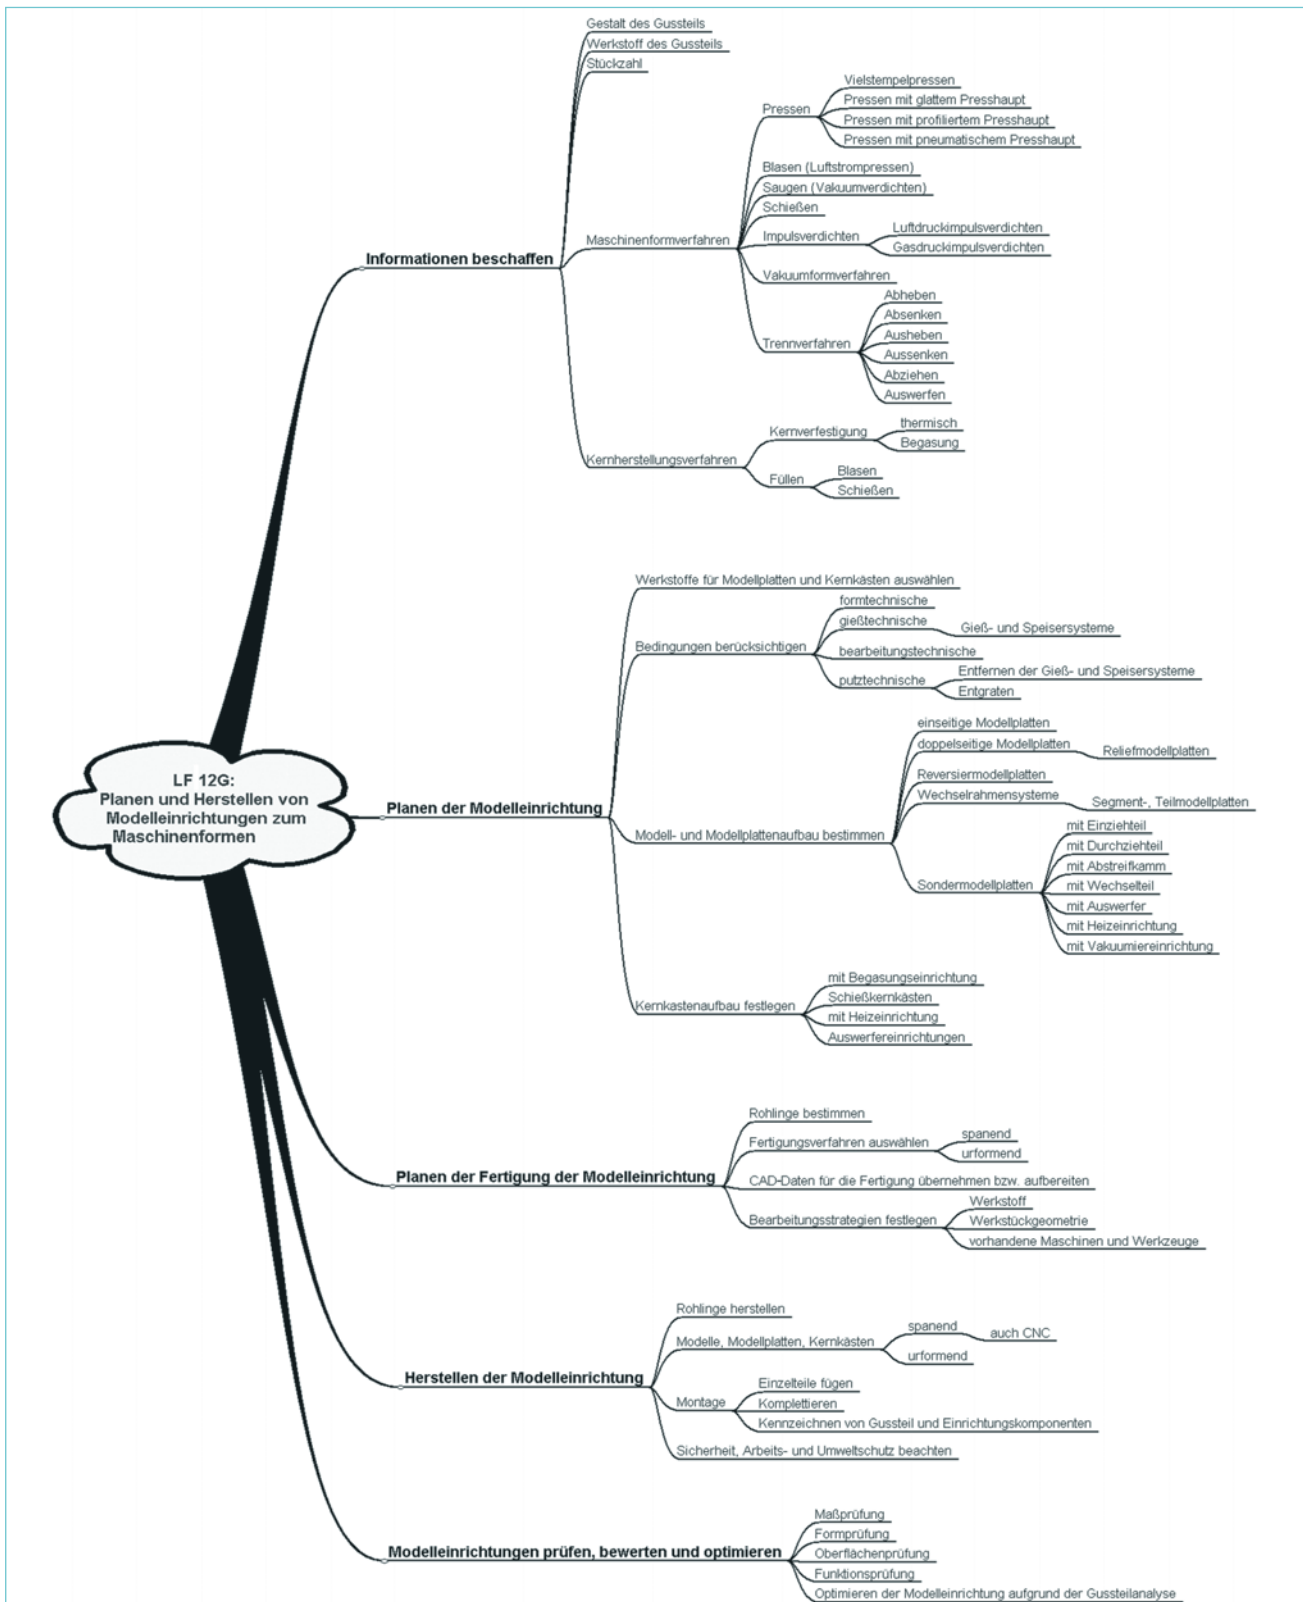 LF 12G:
Planen und Herstellen von
Modelleinrichtungen zum
Maschinenformen
Informationen beschaffen
Gestalt des Gussteils
Werkstoff des Gussteils
Stückzahl
Maschinenformverfahren
Pressen
Vielstempelpressen
Pressen mit glattem Presshaupt
Pressen mit profiliertem Presshaupt
Pressen mit pneumatischem Presshaupt
Blasen (Luftstrompressen)
Saugen (Vakuumverdichten)
Schießen
Impulsverdichten
Luftdruckimpulsverdichten
Gasdruckimpulsverdichten
Vakuumformverfahren
Trennverfahren
Abheben
Absenken
Ausheben
Aussenken
Abziehen
Auswerfen
Kernherstellungsverfahren
Kernverfestigung
thermisch
Begasung
Füllen
Blasen
Schießen
Planen der Modelleinrichtung
Werkstoffe für Modellplatten und Kernkästen auswählen
Bedingungen berücksichtigen
formtechnische
gießtechnische
Gieß- und Speisersysteme
bearbeitungstechnische
putztechnische
Entfernen der Gieß- und Speisersysteme
Entgraten
Modell- und Modellplattenaufbau bestimmen
einseitige Modellplatten
doppelseitige Modellplatten
Reliefmodellplatten
Reversiermodellplatten
Wechselrahmensysteme
Segment-, Teilmodellplatten
Sondermodellplatten
mit Einziehteil
mit Durchziehteil
mit Abstreifkamm
mit Wechselteil
mit Auswerfer
mit Heizeinrichtung
mit Vakuumiereinrichtung
Kernkastenaufbau festlegen
mit Begasungseinrichtung
Schießkernkästen
mit Heizeinrichtung
Auswerfereinrichtungen
Planen der Fertigung der Modelleinrichtung
Rohlinge bestimmen
Fertigungsverfahren auswählen
spanend
urformend
CAD-Daten für die Fertigung übernehmen bzw. aufbereiten
Bearbeitungsstrategien festlegen
Werkstoff
Werkstückgeometrie
vorhandene Maschinen und Werkzeuge
Herstellen der Modelleinrichtung
Rohlinge herstellen
Modelle, Modellplatten, Kernkästen
spanend
auch CNC
urformend
Montage
Einzelteile fügen
Komplettieren
Kennzeichnen von Gussteil und Einrichtungskomponenten
Sicherheit, Arbeits- und Umweltschutz beachten
Modelleinrichtungen prüfen, bewerten und optimieren
Maßprüfung
Formprüfung
Oberflächenprüfung
Funktionsprüfung
Optimieren der Modelleinrichtung aufgrund der Gussteilanalyse